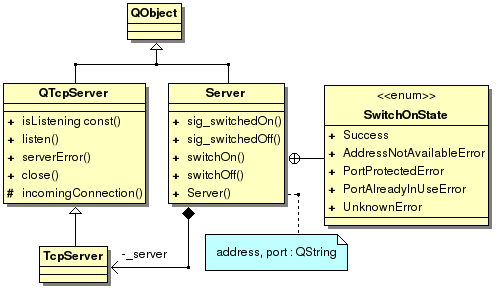 QObject
QTcpServer
+ isListening const()
+ listen()
+ serverError()
+ close()
# incomingConnection()
Server
+ sig_switchedOn()
+ sig_switchedOff()
+ switchOn()
+ switchOff()
+ Server()
<<enum>>
SwitchOnState
+ Success
+ AddressNotAvailableError
+ PortProtectedError
+ PortAlreadyInUseError
+ UnknownError
TcpServer
-_server
address, port : QString